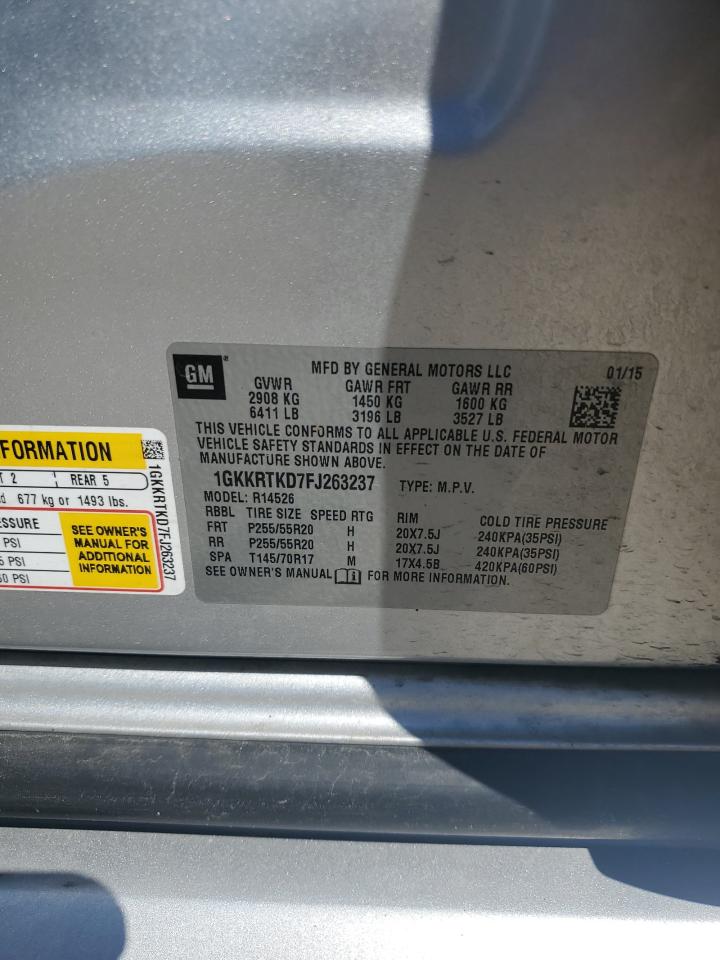 GM
MFD BY GENERAL MOTORS LLC 01/15
GVWR GAWR FRT GAWR RR
2908 KG 1450 KG 1600 KG
6411 LB 3196 LB 3527 LB
THIS VEHICLE CONFORMS TO ALL APPLICABLE U.S. FEDERAL MOTOR
VEHICLE SAFETY STANDARDS IN EFFECT ON THE DATE OF
MANUFACTURE SHOWN ABOVE.
1GKKRTKD7FJ263237 TYPE: M.P.V.
MODEL: R14526
RBBL TIRE SIZE SPEED RTG RIM COLD TIRE PRESSURE
FRT P255/55R20 H 20X7.5J 240KPA(35PSI)
RR P255/55R20 H 20X7.5J 240KPA(35PSI)
SPA T145/70R17 M 17X4.5B 420KPA(60PSI)
SEE OWNER'S MANUAL FOR MORE INFORMATION.
FORMATION
2 REAR 5
677 kg or 1493 lbs.
ESSURE
PSI
5 PSI
60 PSI
SEE OWNER'S
MANUAL FOR
ADDITIONAL
INFORMATION
1GKKRTKD7FJ263237